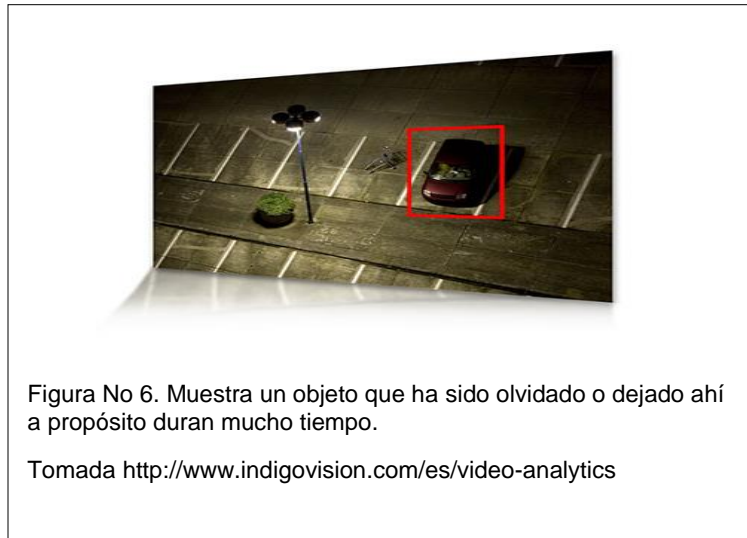 Figura No 6. Muestra un objeto que ha sido olvidado o dejado ahí
a propósito duran mucho tiempo.
Tomada http://www.indigovision.com/es/video-analytics